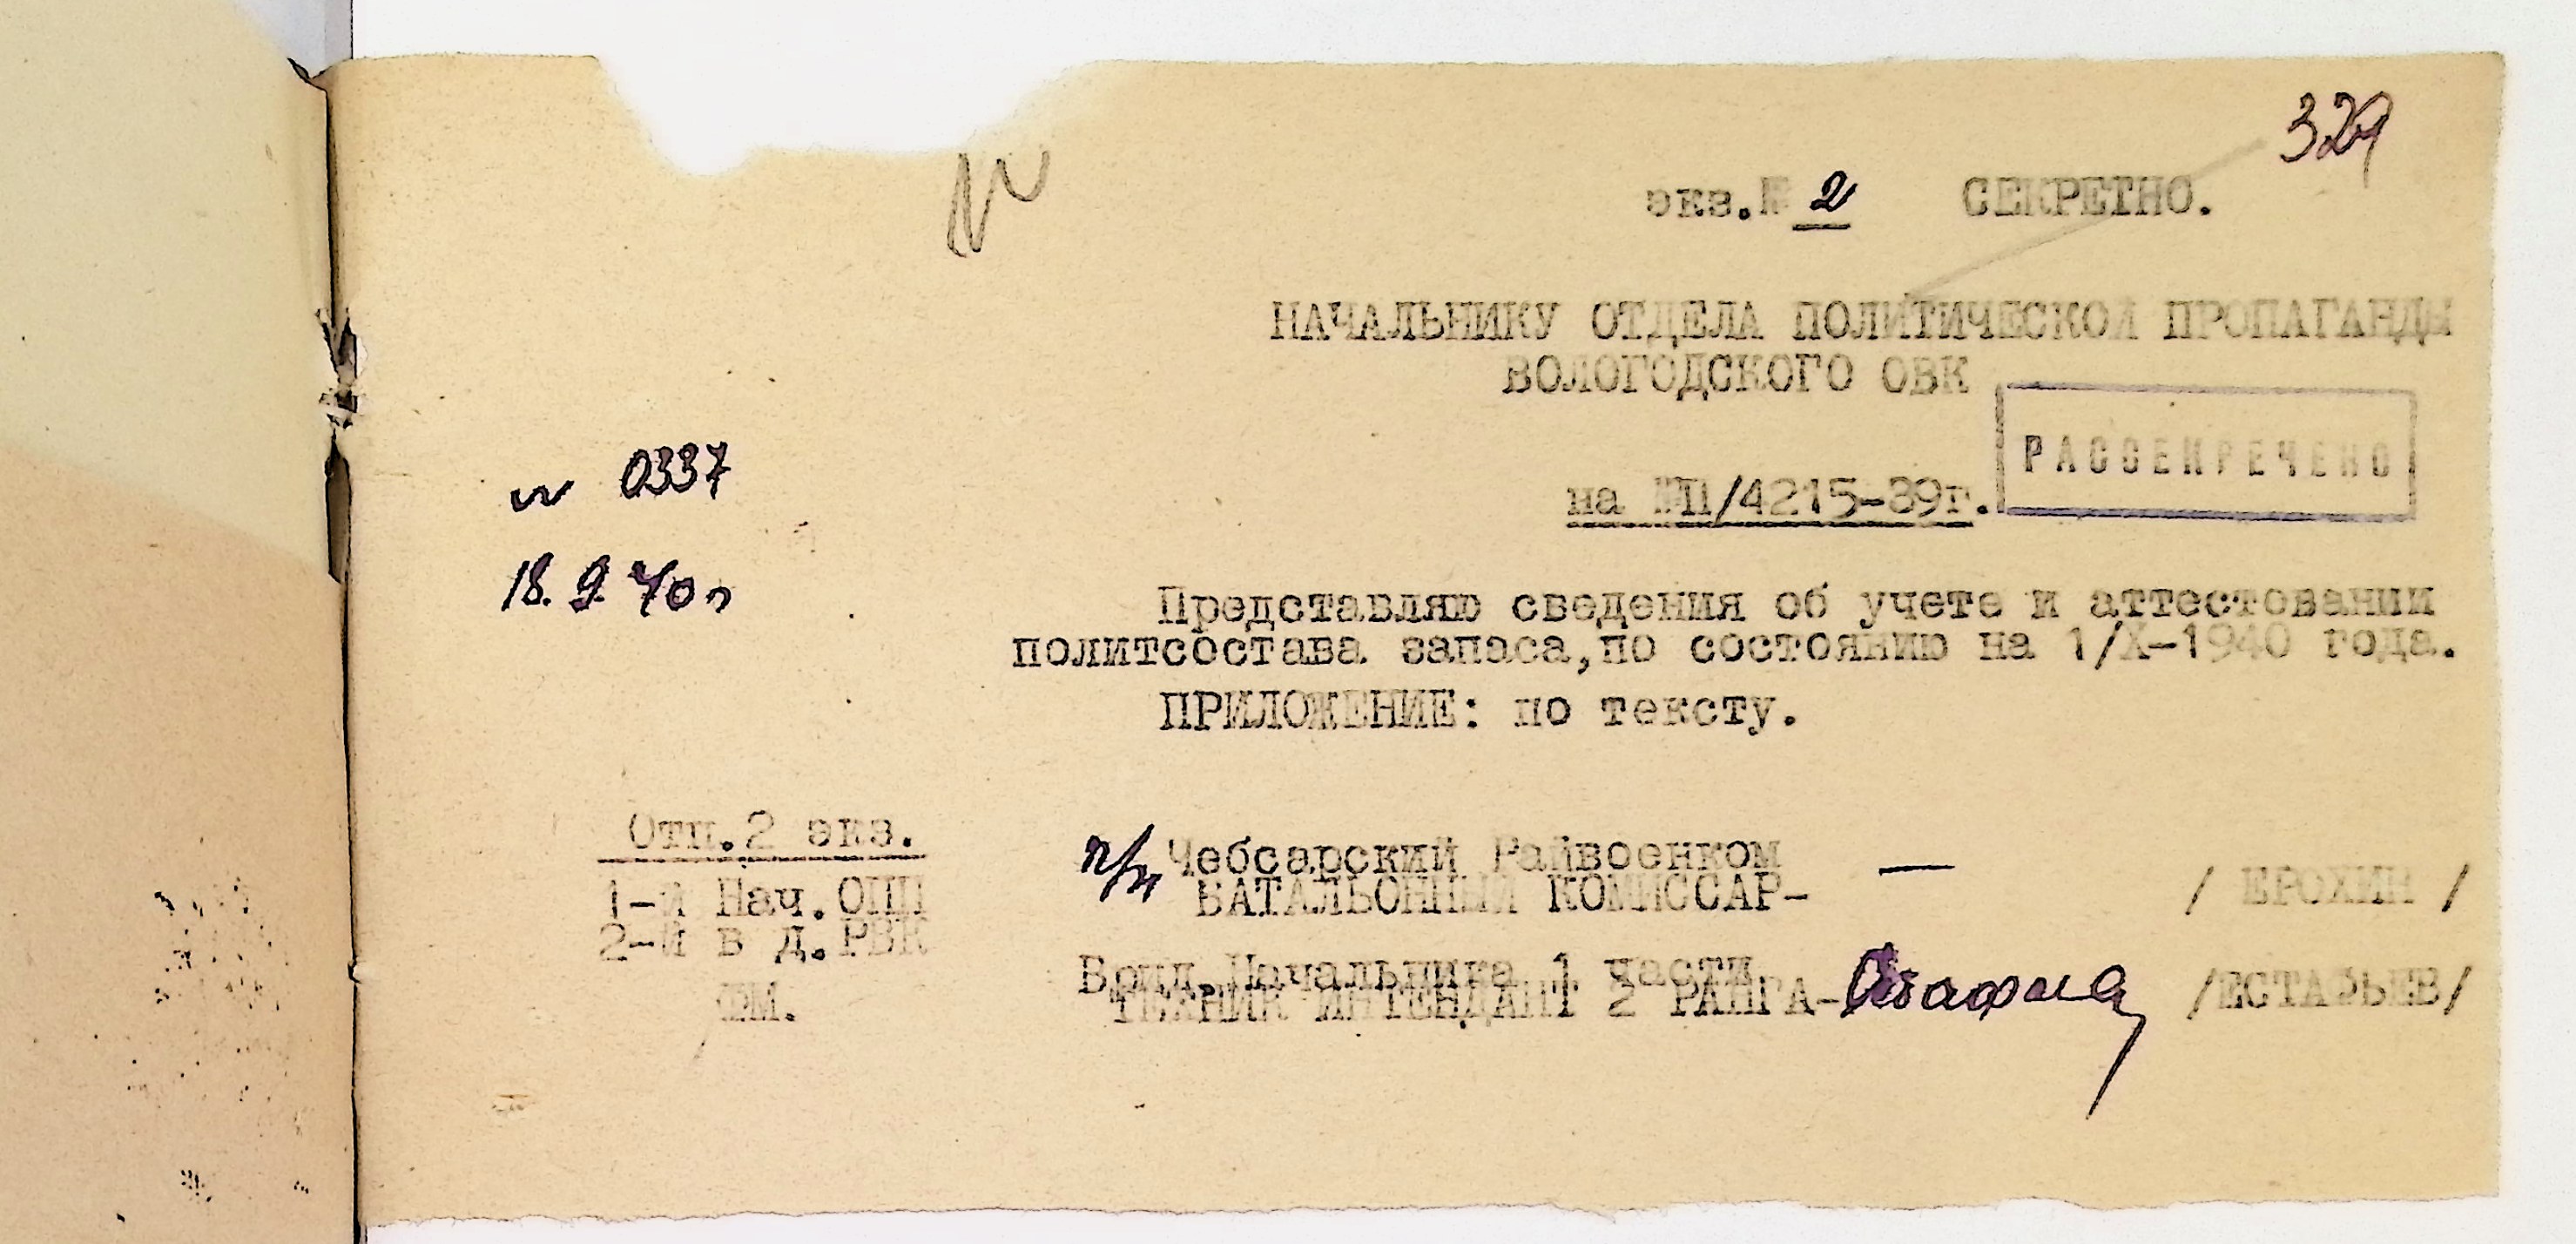 329
экз.№ 2 СЕКРЕТНО.
НАЧАЛЬНИКУ ОТДЕЛА ПОЛИТИЧЕСКОЙ ПРОПАГАНДЫ
ВОЛОГОДСКОГО ОВК
РАССЕКРЕЧЕНО
на №П/4215-39г.
№ 0337
18.9.40г
Представляю сведения об учете и аттестовании
политсостава запаса,по состоянию на 1/Х-1940 года.
ПРИЛОЖЕНИЕ: по тексту.
Отп.2 экз.
1-й Нач.ОПП
2-й в д.РВК
ФМ.
п/п Чебсарский Райвоенком
БАТАЛЬОННЫЙ КОМИССАР- — / ЕРОХИН /
Врид.Начальника 1 части
ТЕХНИК ИНТЕНДАНТ 2 РАНГА- /ЕСТАФЬЕВ/